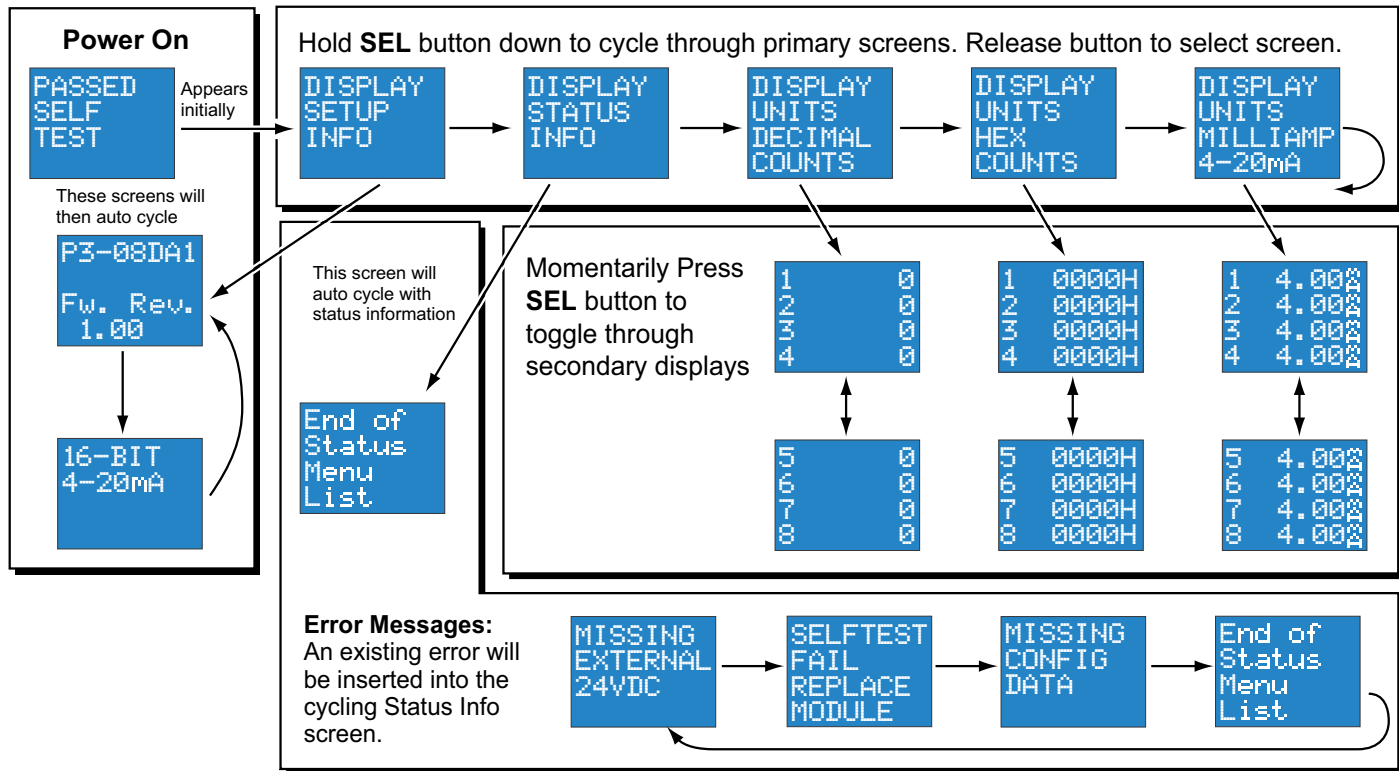 Power On
PASSED
SELF
TEST
Appears
initially
These screens will
then auto cycle
P3-08DA1
Fw. Rev.
1.00
16-BIT
4-20mA
Hold SEL button down to cycle through primary screens. Release button to select screen.
DISPLAY
SETUP
INFO
DISPLAY
STATUS
INFO
DISPLAY
UNITS
DECIMAL
COUNTS
DISPLAY
UNITS
HEX
COUNTS
DISPLAY
UNITS
MILLIAMP
4-20mA
This screen will
auto cycle with
status information
End of
Status
Menu
List
Momentarily Press
SEL button to
toggle through
secondary displays
1 0
2 0
3 0
4 0
5 0
6 0
7 0
8 0
1 0000H
2 0000H
3 0000H
4 0000H
5 0000H
6 0000H
7 0000H
8 0000H
1 4.00mA
2 4.00mA
3 4.00mA
4 4.00mA
5 4.00mA
6 4.00mA
7 4.00mA
8 4.00mA
Error Messages:
An existing error will
be inserted into the
cycling Status Info
screen.
MISSING
EXTERNAL
24VDC
SELFTEST
FAIL
REPLACE
MODULE
MISSING
CONFIG
DATA
End of
Status
Menu
List